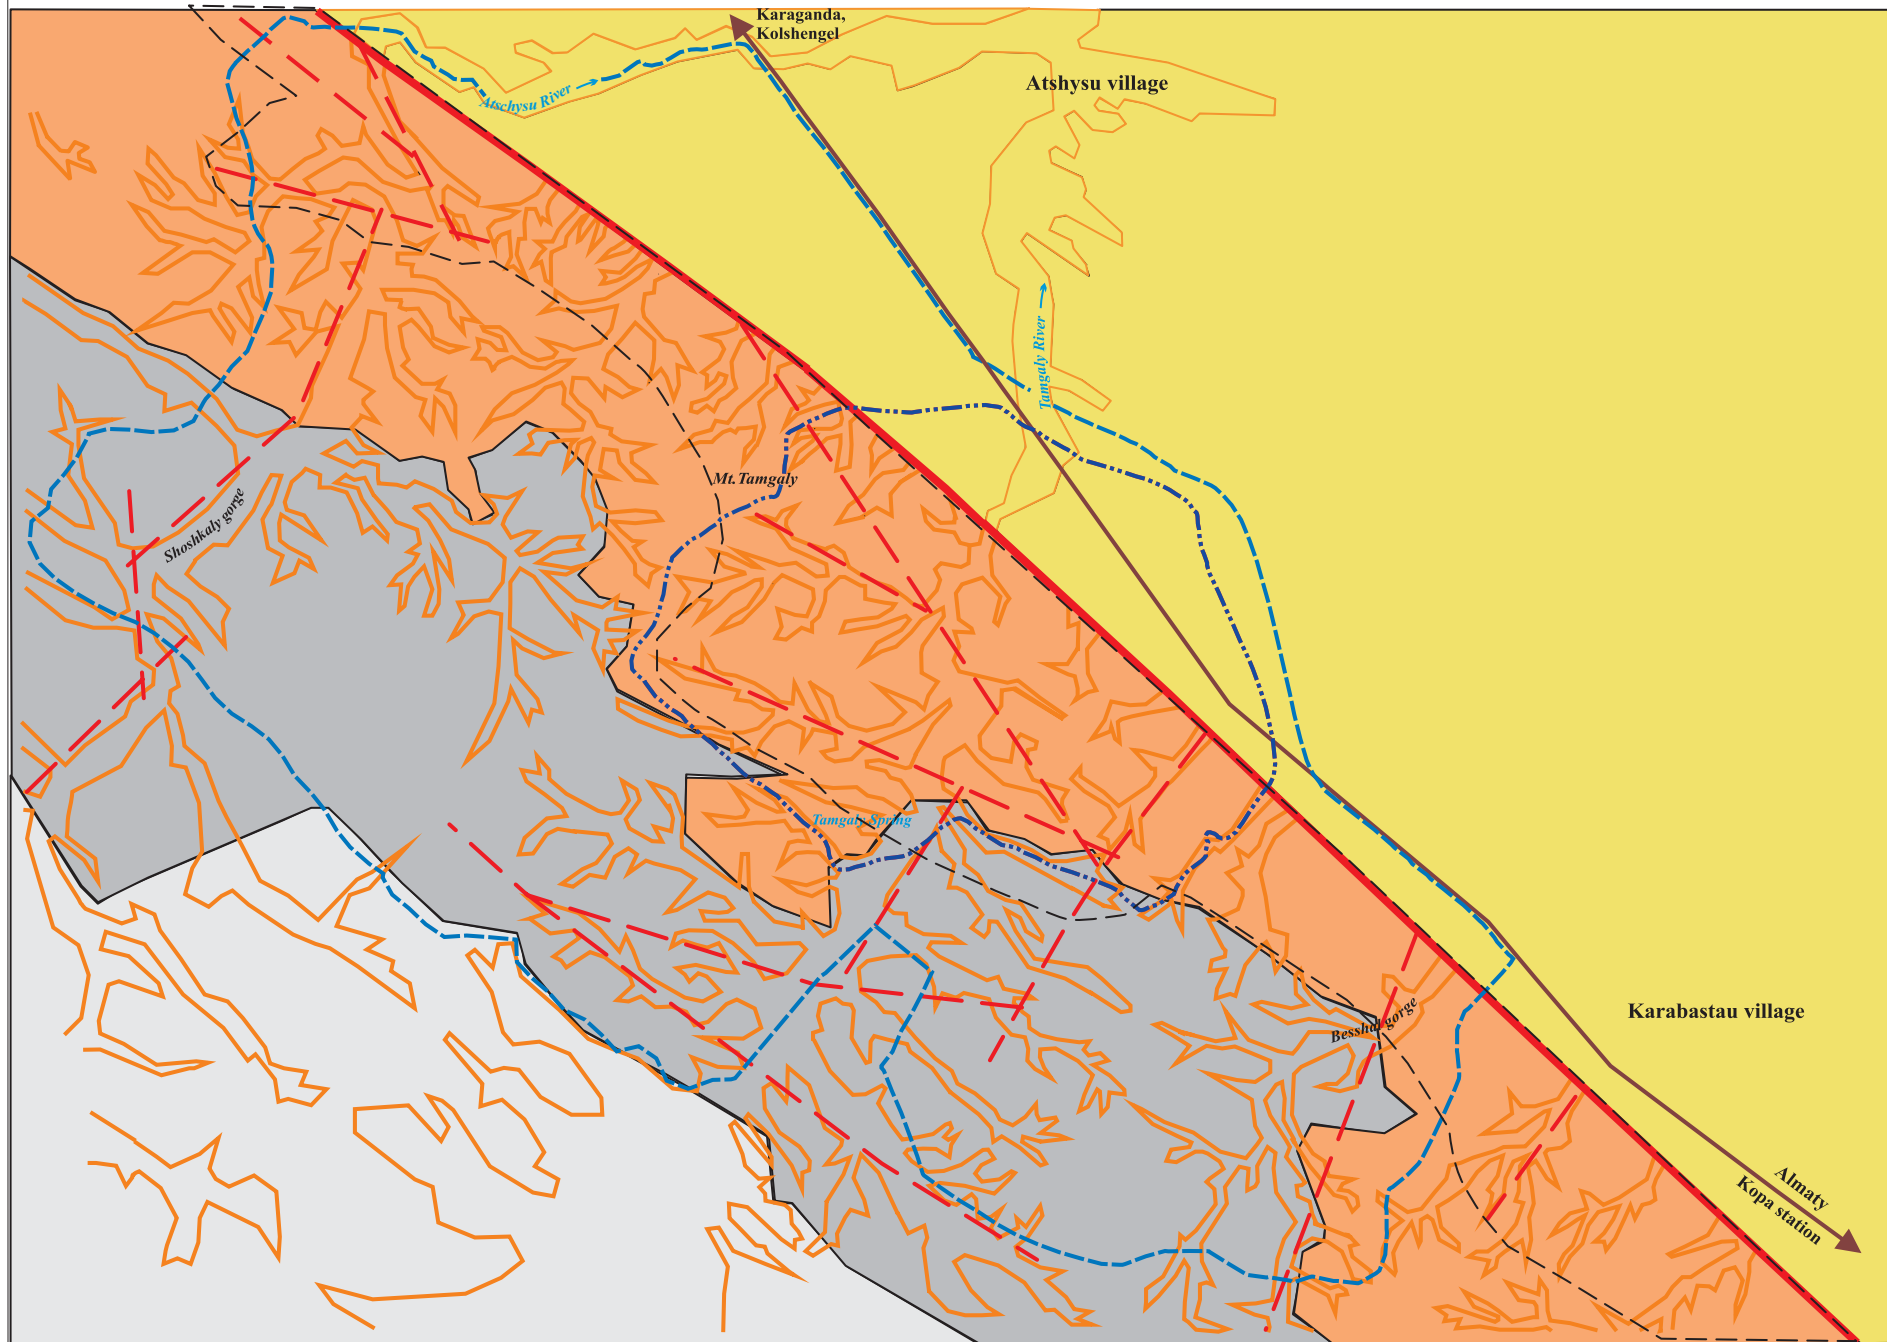 Karaganda,
Kolshengel
Atshysu village
Atschysu River
Tamgaly River
Mt.Tamgaly
Shoshkaly gorge
Tamgaly Spring
Besshal gorge
Karabastau village
Almaty
Kopa station